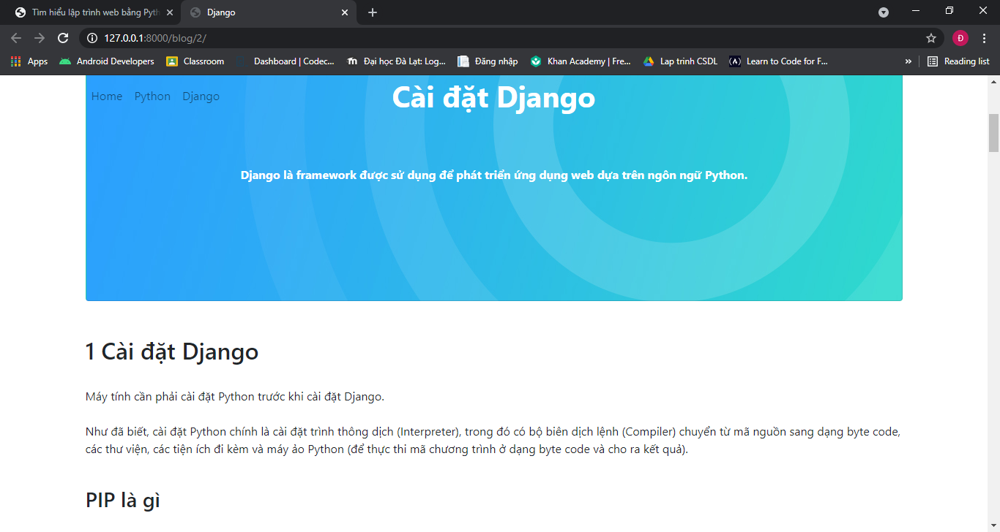 Tìm hiểu lập trình web bằng Pyth
Django
127.0.0.1:8000/blog/2/
Đ
Apps
Android Developers
Classroom
Dashboard | Codec...
Đại học Đà Lạt: Log...
Đăng nhập
Khan Academy | Fre...
Lap trinh CSDL
Learn to Code for F...
»
Reading list
Home Python Django
Cài đặt Django
Django là framework được sử dụng để phát triển ứng dụng web dựa trên ngôn ngữ Python.
1 Cài đặt Django
Máy tính cần phải cài đặt Python trước khi cài đặt Django.
Như đã biết, cài đặt Python chính là cài đặt trình thông dịch (Interpreter), trong đó có bộ biên dịch lệnh (Compiler) chuyển từ mã nguồn sang dạng byte code,
các thư viện, các tiện ích đi kèm và máy ảo Python (để thực thi mã chương trình ở dạng byte code và cho ra kết quả).
PIP là gì